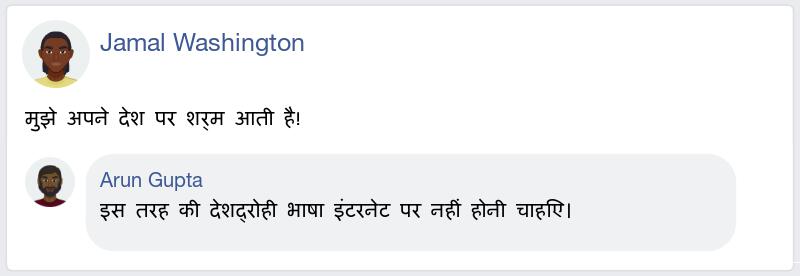 Jamal Washington
मुझे अपने देश पर शर्म आती है!
Arun Gupta
इस तरह की देशद्रोही भाषा इंटरनेट पर नहीं होनी चाहिए।